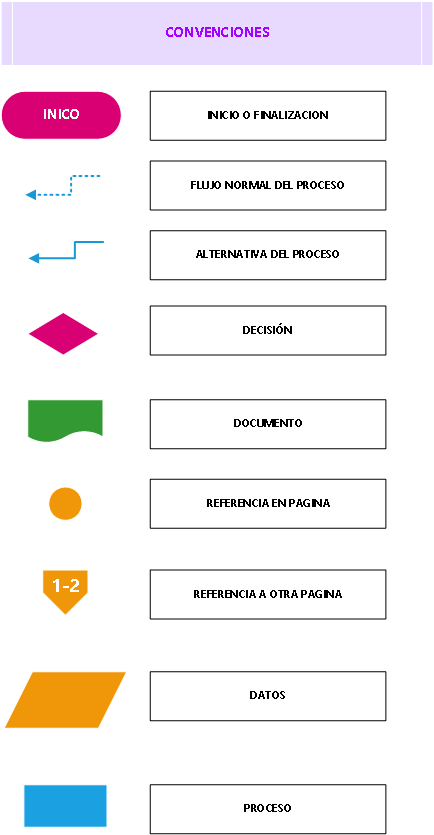 CONVENCIONES
INICO
INICIO O FINALIZACION
FLUJO NORMAL DEL PROCESO
ALTERNATIVA DEL PROCESO
DECISIÓN
DOCUMENTO
REFERENCIA EN PAGINA
1-2
REFERENCIA A OTRA PAGINA
DATOS
PROCESO